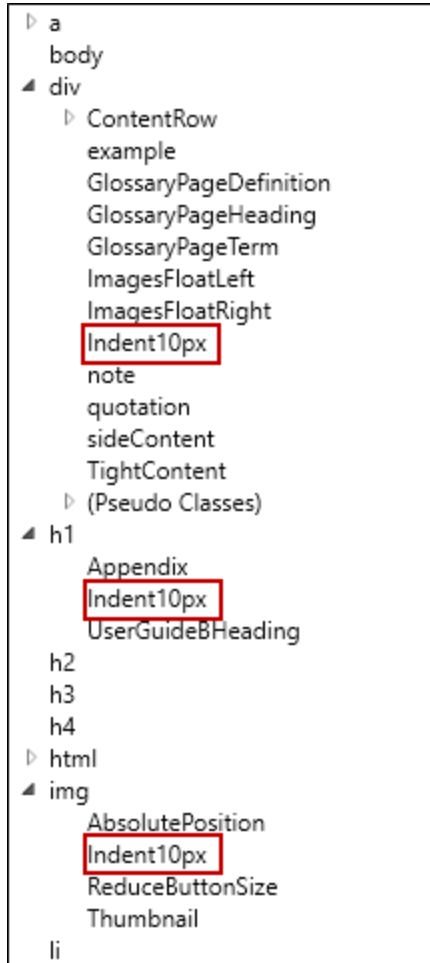 a
body
div
ContentRow
example
GlossaryPageDefinition
GlossaryPageHeading
GlossaryPageTerm
ImagesFloatLeft
ImagesFloatRight
Indent10px
note
quotation
sideContent
TightContent
(Pseudo Classes)
h1
Appendix
Indent10px
UserGuideBHeading
h2
h3
h4
html
img
AbsolutePosition
Indent10px
ReduceButtonSize
Thumbnail
li